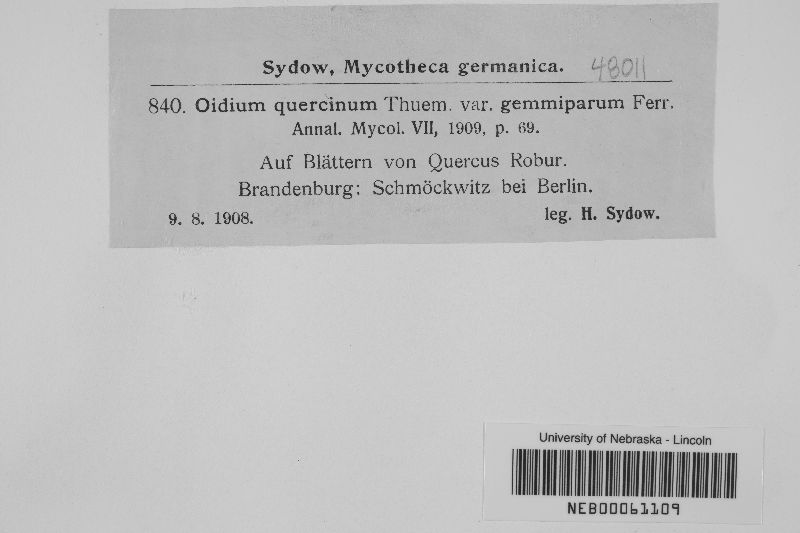 Sydow, Mycotheca germanica. 48011
840. Oidium quercinum Thuem. var. gemmiparum Ferr.
Annal. Mycol. VII, 1909, p. 69.
Auf Blättern von Quercus Robur.
Brandenburg: Schmöckwitz bei Berlin.
9. 8. 1908. leg. H. Sydow.
University of Nebraska - Lincoln
NEB00061109